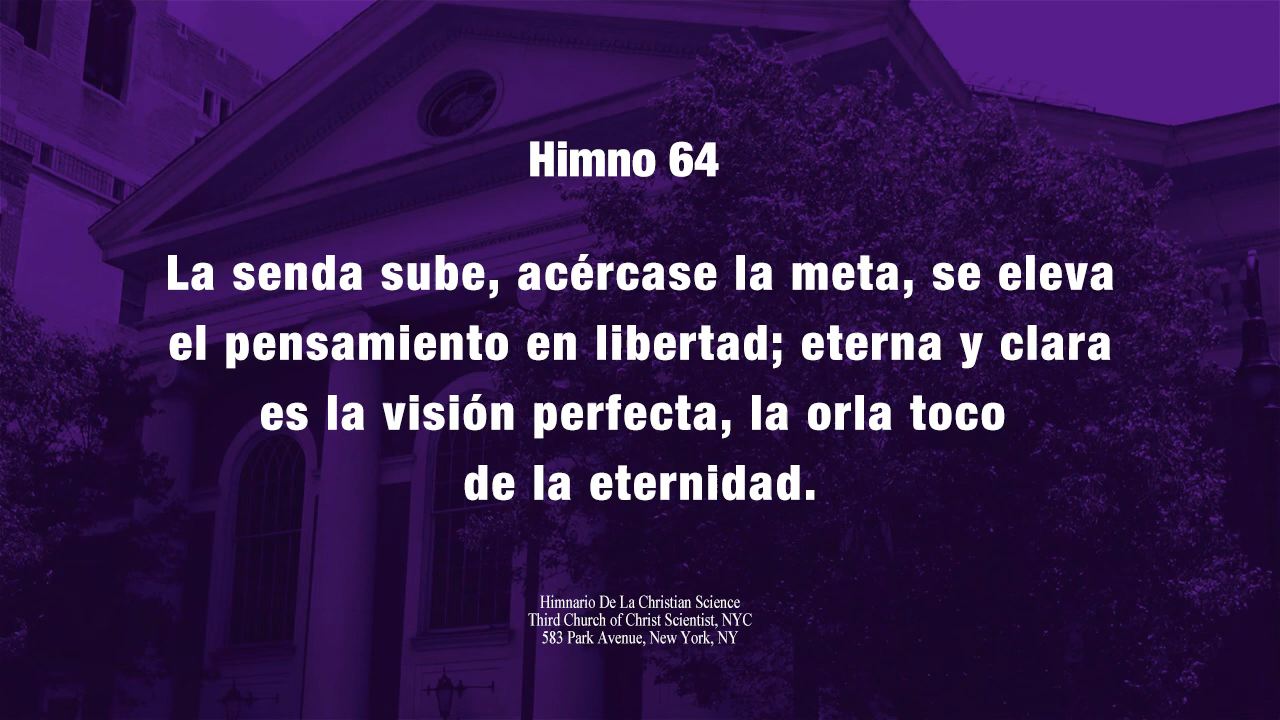 Himno 64
La senda sube, acércase la meta, se eleva
el pensamiento en libertad; eterna y clara
es la visión perfecta, la orla toco
de la eternidad.
Himnario De La Christian Science
Third Church of Christ Scientist, NYC
583 Park Avenue, New York, NY